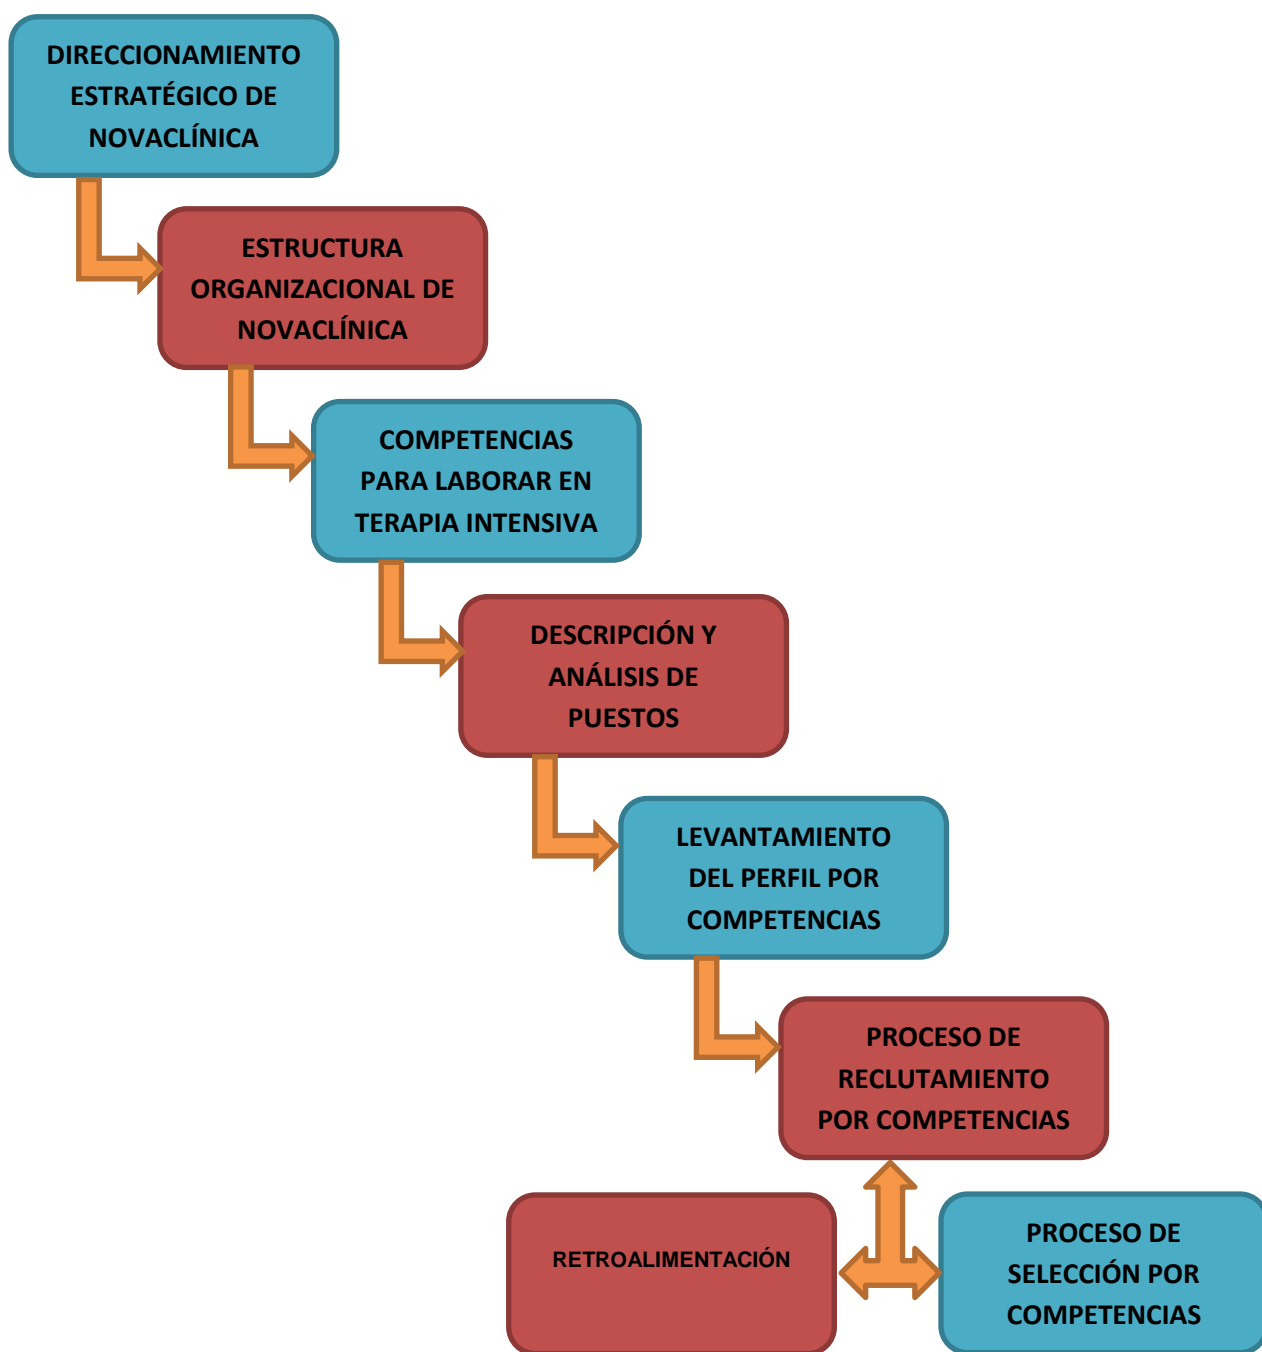 DIRECCIONAMIENTO
ESTRATÉGICO DE
NOVACLÍNICA
ESTRUCTURA
ORGANIZACIONAL DE
NOVACLÍNICA
COMPETENCIAS
PARA LABORAR EN
TERAPIA INTENSIVA
DESCRIPCIÓN Y
ANÁLISIS DE
PUESTOS
LEVANTAMIENTO
DEL PERFIL POR
COMPETENCIAS
PROCESO DE
RECLUTAMIENTO
POR COMPETENCIAS
RETROALIMENTACIÓN
PROCESO DE
SELECCIÓN POR
COMPETENCIAS